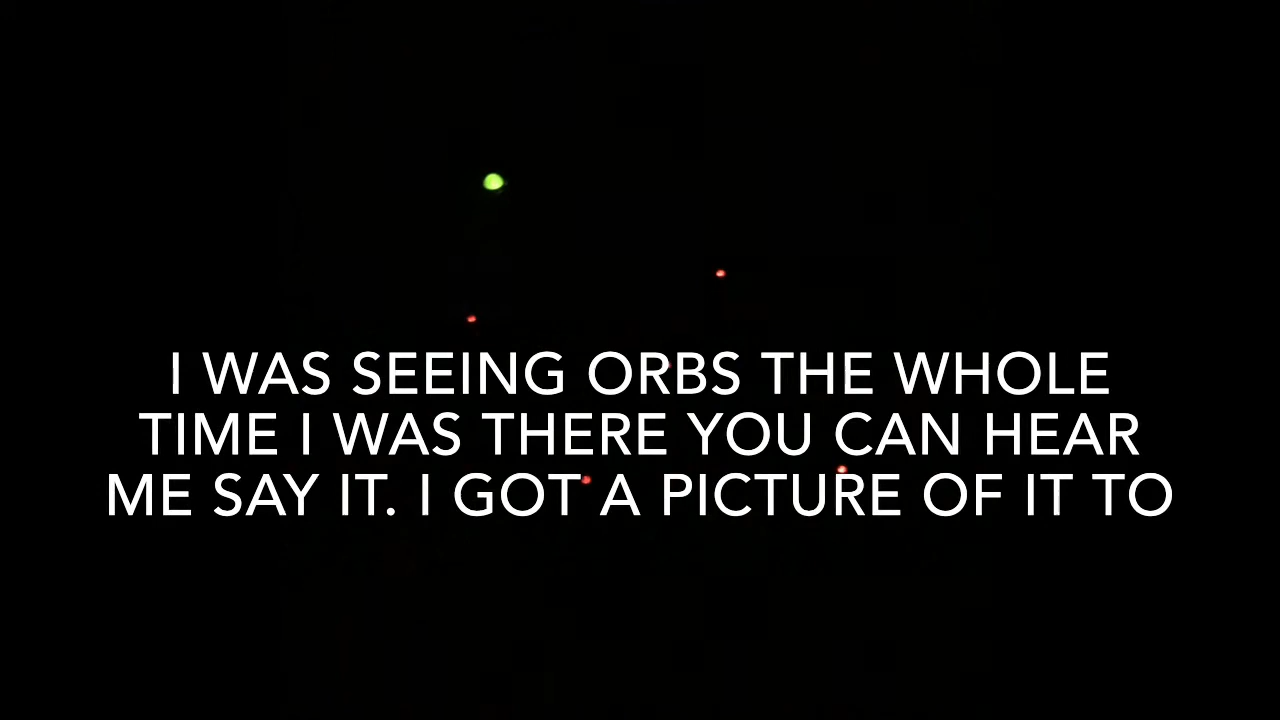 I WAS SEEING ORBS THE WHOLE
TIME I WAS THERE YOU CAN HEAR
ME SAY IT. I GOT A PICTURE OF IT TO